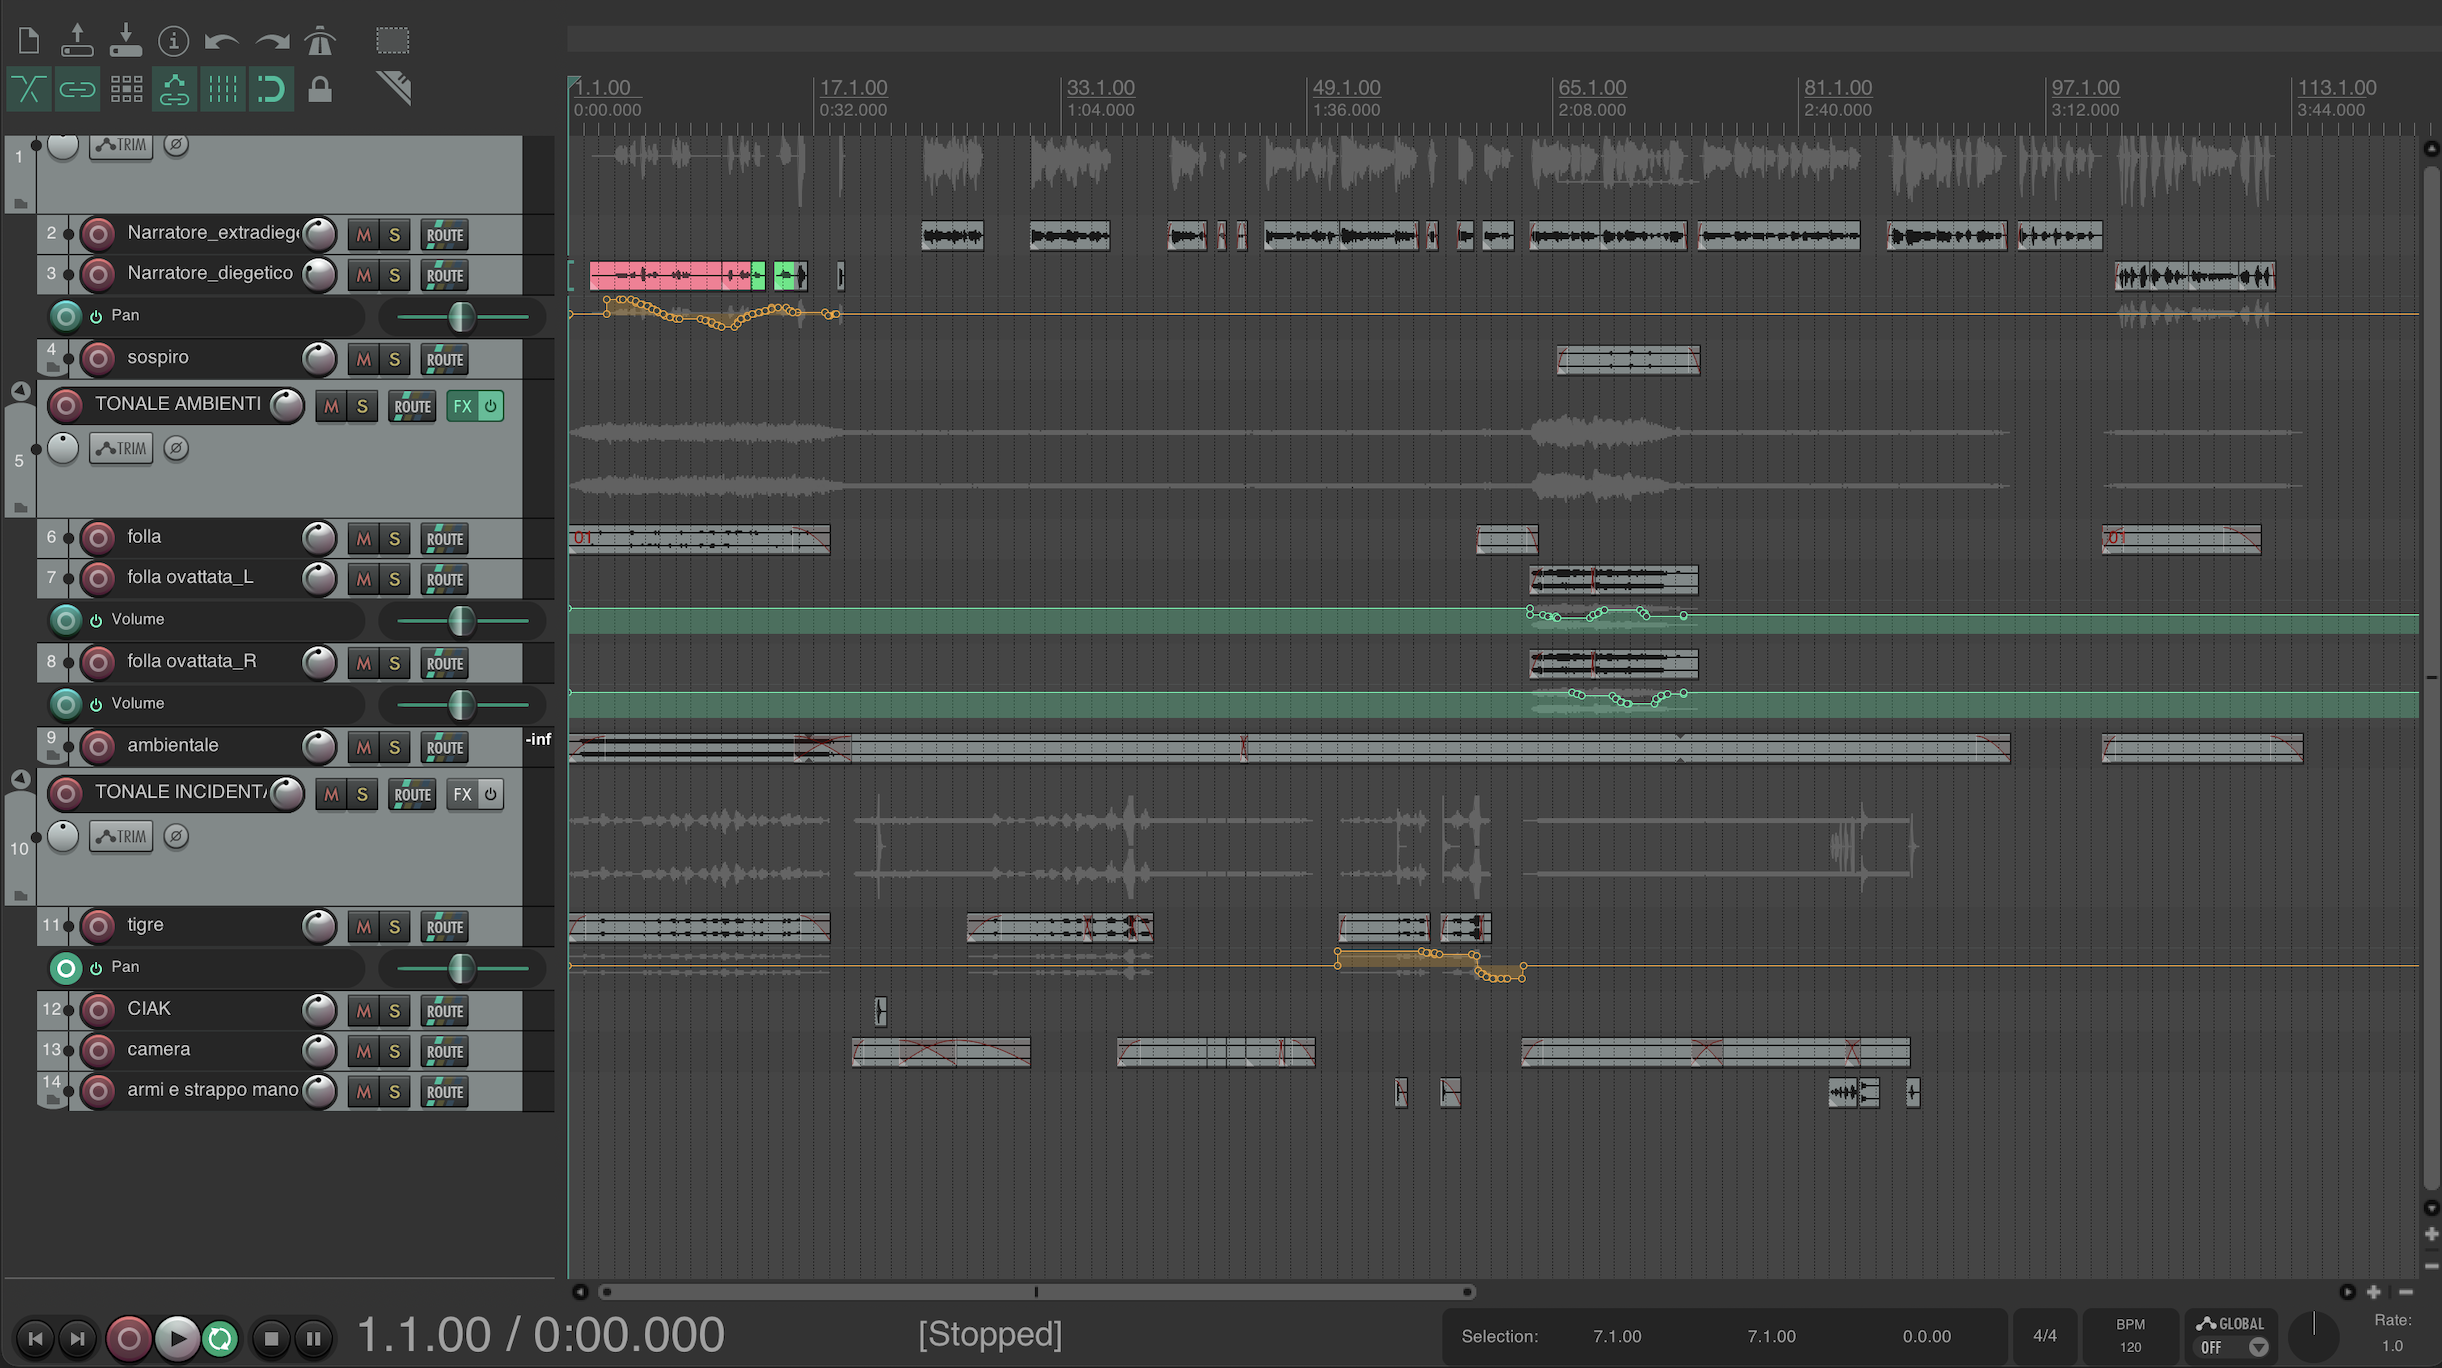 1.1.00 17.1.00 33.1.00 49.1.00 65.1.00 81.1.00 97.1.00 113.1.00
0:00.000 0:32.000 1:04.000 1:36.000 2:08.000 2:40.000 3:12.000 3:44.000
1 TRIM
2 Narratore_extradieg M S ROUTE
3 Narratore_diegetico M S ROUTE
Pan
4 sospiro M S ROUTE
TONALE AMBIENTI M S ROUTE FX
TRIM
5
6 folla M S ROUTE 01 01
7 folla ovattata_L M S ROUTE
Volume
8 folla ovattata_R M S ROUTE
Volume
9 ambientale M S ROUTE -inf
TONALE INCIDENT M S ROUTE FX
TRIM
10
11 tigre M S ROUTE
Pan
12 CIAK M S ROUTE
13 camera M S ROUTE
14 armi e strappo mano M S ROUTE
1.1.00 / 0:00.000 [Stopped] Selection: 7.1.00 7.1.00 0.0.00 4/4 BPM GLOBAL Rate:
120 OFF 1.0